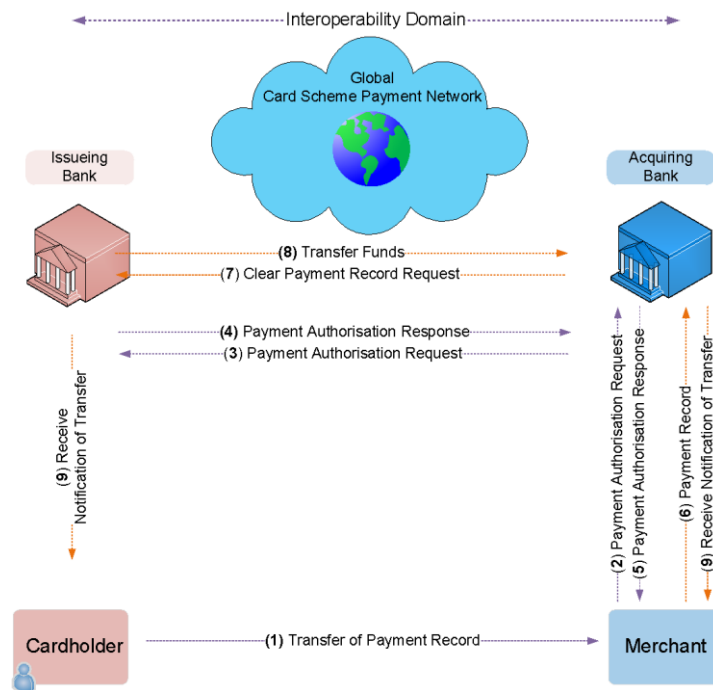 Interoperability Domain
Global
Card Scheme Payment Network
Issueing
Bank
Acquiring
Bank
(8) Transfer Funds
(7) Clear Payment Record Request
(4) Payment Authorisation Response
(3) Payment Authorisation Request
(9) Receive
Notification of Transfer
(2) Payment Authorisation Request
(5) Payment Authorisation Response
(6) Payment Record
(9) Receive Notification of Transfer
Cardholder
(1) Transfer of Payment Record
Merchant